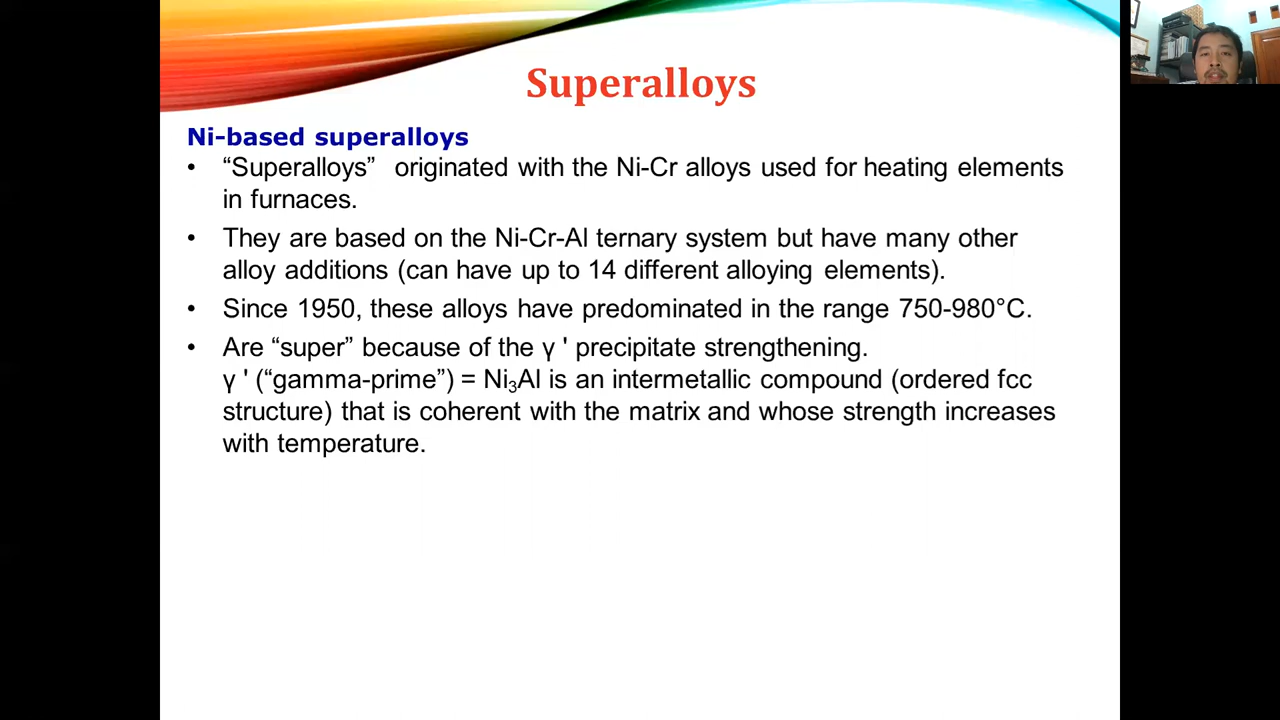 Superalloys
Ni-based superalloys
• “Superalloys” originated with the Ni-Cr alloys used for heating elements
in furnaces.
• They are based on the Ni-Cr-Al ternary system but have many other
alloy additions (can have up to 14 different alloying elements).
• Since 1950, these alloys have predominated in the range 750-980°C.
• Are “super” because of the γ ' precipitate strengthening.
γ ' (“gamma-prime”) = Ni₃Al is an intermetallic compound (ordered fcc
structure) that is coherent with the matrix and whose strength increases
with temperature.